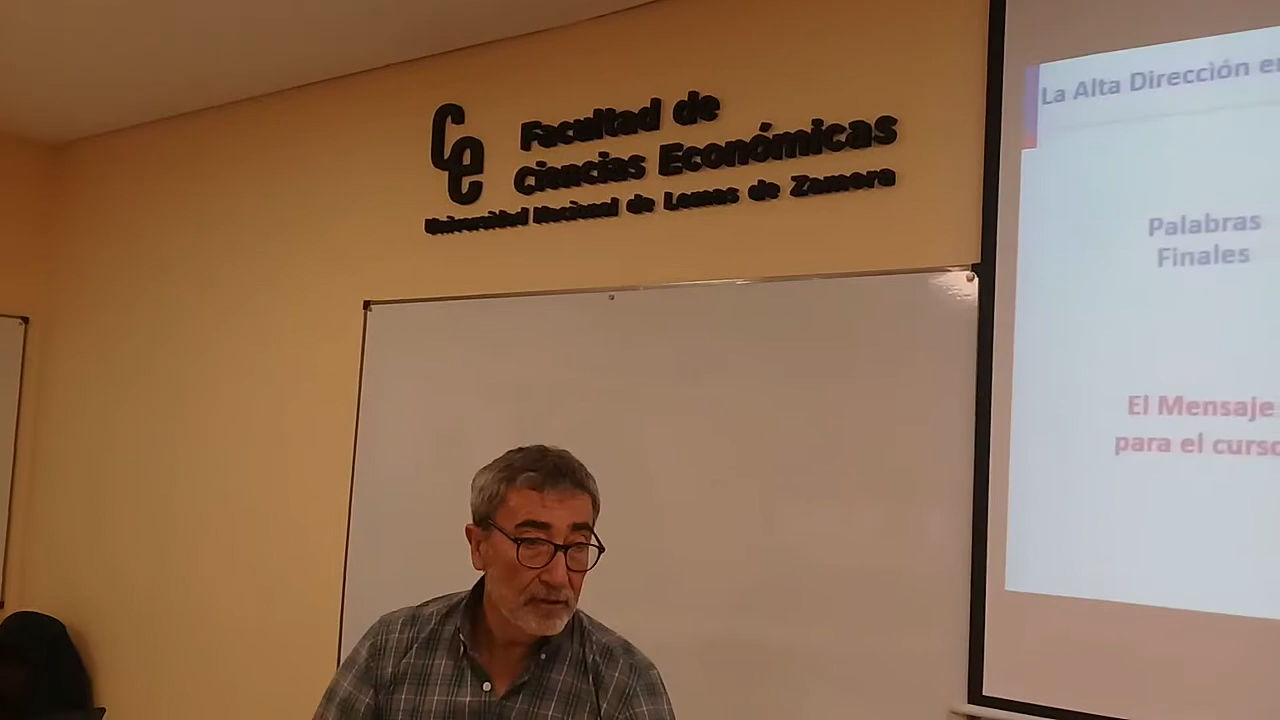 Ce
Facultad de
Ciencias Económicas
Universidad Nacional de Lomas de Zamora
La Alta Dirección en
Palabras
Finales
El Mensaje
para el curso